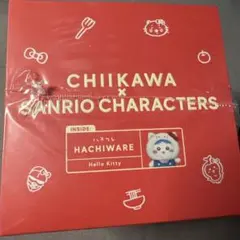 CHIIKAWA
×
SANRIO CHARACTERS
INSIDE:
ハチワレ
HACHIWARE
Hello Kitty